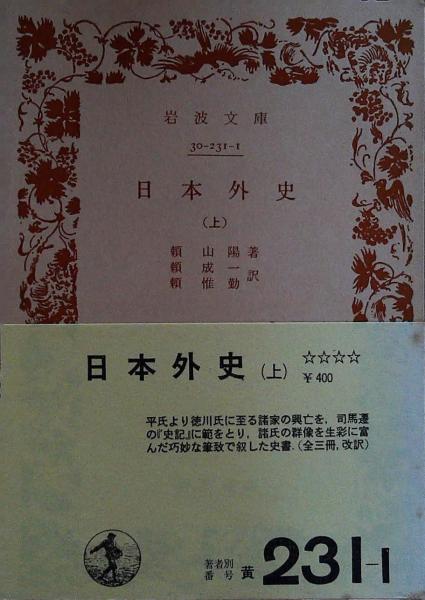 岩波文庫
30-231-1
日本外史
(上)
頼山陽著
頼成一
頼惟勤訳
日本外史(上)
☆☆☆☆
￥400
平氏より徳川氏に至る諸家の興亡を,司馬遷
の『史記』に範をとり,諸氏の群像を生彩に富
んだ巧妙な筆致で叙した史書.(全三冊,改訳)
著者別
番号 黄 231-1